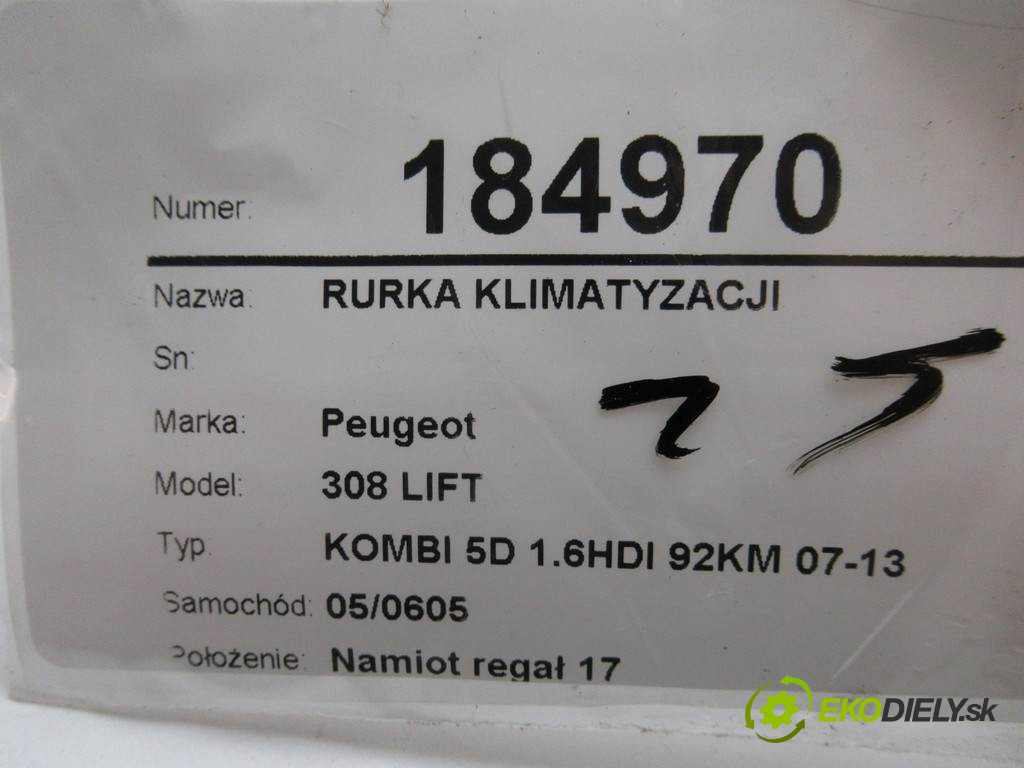 Numer: 184970
Nazwa: RURKA KLIMATYZACJI
Sn:
Marka: Peugeot
Model: 308 LIFT
Typ: KOMBI 5D 1.6HDI 92KM 07-13
Samochód: 05/0605
Położenie: Namiot regał 17
EKODIELY.sk